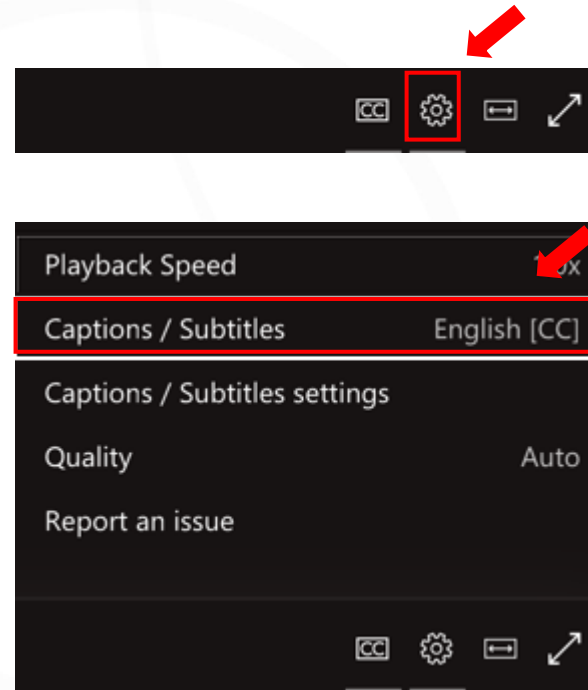 CC
Playback Speed
Captions / Subtitles English [CC]
Captions / Subtitles settings
Quality Auto
Report an issue
CC